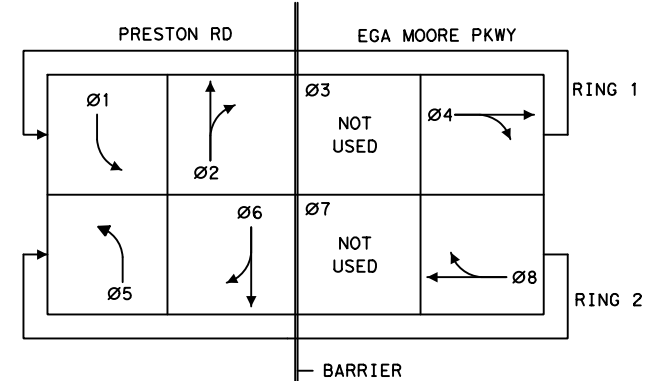 PRESTON RD
EGA MOORE PKWY
RING 1
Ø1
Ø2
Ø3
NOT
USED
Ø4
Ø5
Ø6
Ø7
NOT
USED
Ø8
RING 2
BARRIER